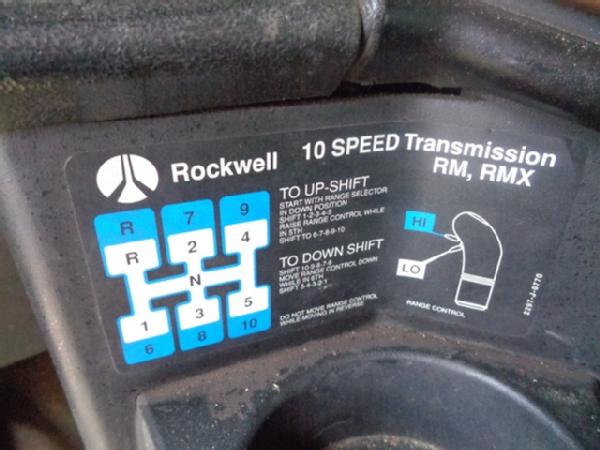 Rockwell 10 SPEED Transmission
RM, RMX
R 7 9
R 2 4
N
1 3 5
6 8 10
TO UP-SHIFT
START WITH RANGE SELECTOR
IN DOWN POSITION
SHIFT 1-2-3-4-5
RAISE RANGE CONTROL WHILE
IN 5TH
SHIFT TO 6-7-8-9-10
TO DOWN SHIFT
SHIFT 10-9-8-7-6
MOVE RANGE CONTROL DOWN
WHILE IN 6TH
SHIFT 5-4-3-2-1
DO NOT MOVE RANGE CONTROL
WHILE MOVING IN REVERSE
HI
LO
RANGE CONTROL